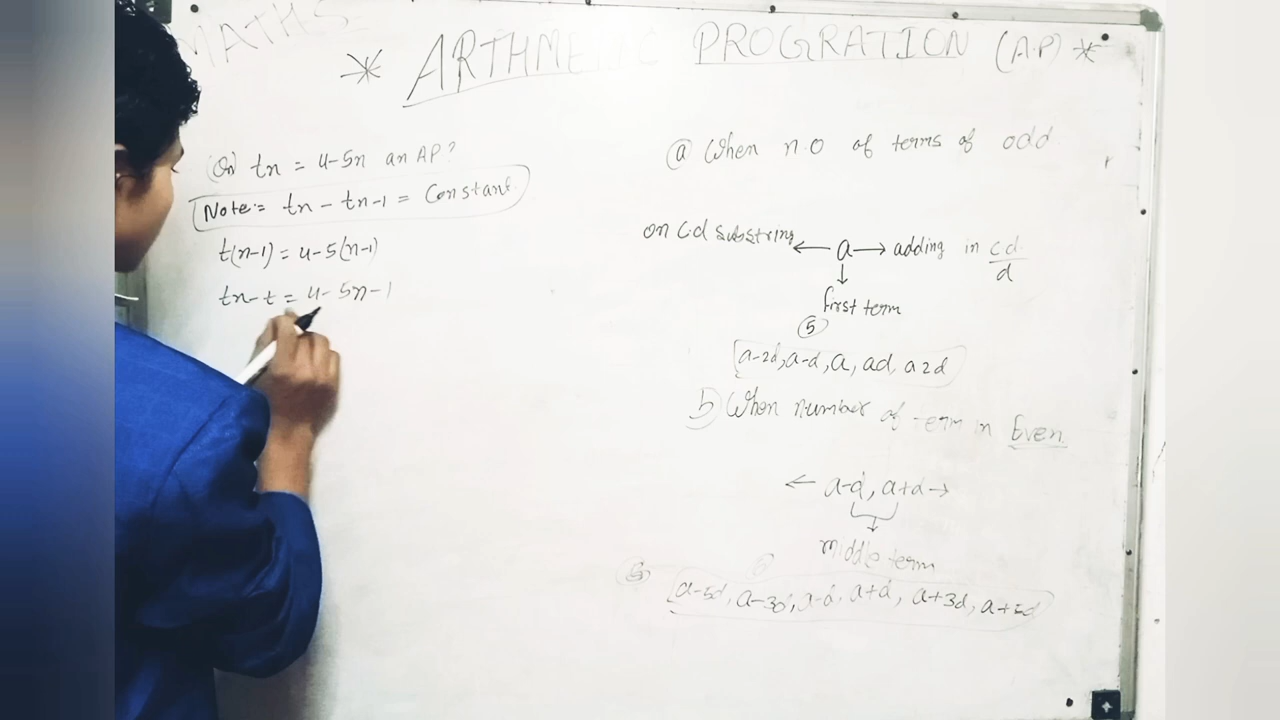 MATHS
* ARTHMETIC PROGRATION (A.P) *
Q) tn = 4-5n an AP?
Note:- tn - tn-1 = Constant
t(n-1) = 4-5(n-1)
tn-t = 4-5n-1
a) When n.o of terms of odd
on Cd substring ← a → adding in cd
d
first term
5
a-2d, a-d, a, ad, a 2d
b) When number of term in Even
← a-d, a+d →
middle term
a-5d, a-3d, a-d, a+d, a+3d, a+5d